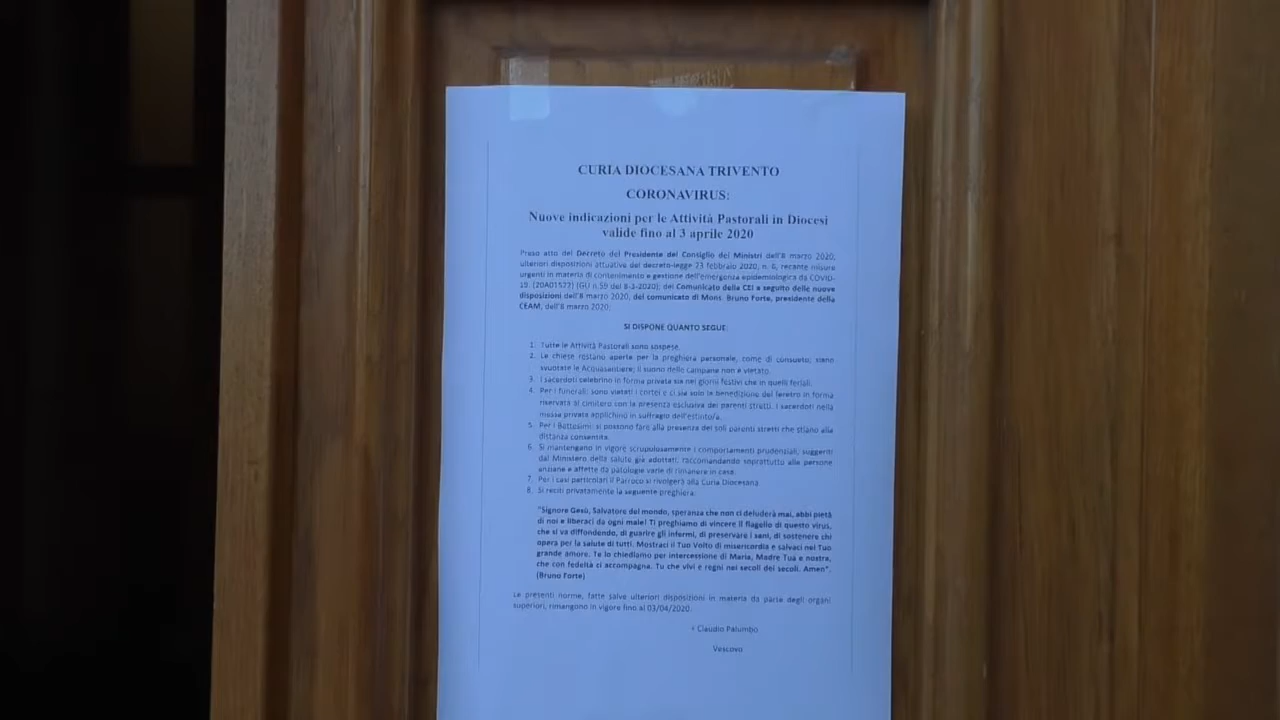 CURIA DIOCESANA TRIVENTO
CORONAVIRUS:
Nuove indicazioni per le Attività Pastorali in Diocesi
valide fino al 3 aprile 2020
Preso atto del Decreto del Presidente del Consiglio dei Ministri dell'8 marzo 2020,
ulteriori disposizioni attuative del decreto-legge 23 febbraio 2020, n. 6, recante misure
urgenti in materia di contenimento e gestione dell'emergenza epidemiologica da COVID-
19. (20A01522) (GU n.59 del 8-3-2020); del Comunicato della CEI a seguito delle nuove
disposizioni dell'8 marzo 2020, del comunicato di Mons. Bruno Forte, presidente della
CEAM, dell'8 marzo 2020:
SI DISPONE QUANTO SEGUE:
1. Tutte le Attività Pastorali sono sospese.
2. Le chiese restano aperte per la preghiera personale, come di consueto; siano
svuotate le Acquasantiere; il suono delle Campane non è vietato.
3. I sacerdoti celebrino in forma privata sia nei giorni festivi che in quelli feriali.
4. Per i funerali: sono vietati i cortei e ci sia solo la benedizione del feretro in forma
riservata al cimitero con la presenza esclusiva dei parenti stretti. I sacerdoti nella
messa privata applichino in suffragio dell'estinto/a.
5. Per i Battesimi: si possono fare alla presenza dei soli parenti stretti che stiano alla
distanza consentita.
6. Si mantengano in vigore scrupolosamente i comportamenti prudenziali, suggeriti
dal Ministero della salute già adottati, raccomandando soprattutto alle persone
anziane e affette da patologie varie di rimanere in casa.
7. Per i casi particolari il Parroco si rivolgerà alla Curia Diocesana
8. Si reciti privatamente la seguente preghiera:
"Signore Gesù, Salvatore del mondo, speranza che non ci deluderà mai, abbi pietà
di noi e liberaci da ogni male! Ti preghiamo di vincere il flagello di questo virus,
che si va diffondendo, di guarire gli infermi, di preservare i sani, di sostenere chi
opera per la salute di tutti. Mostraci il Tuo Volto di misericordia e salvaci nel Tuo
grande amore. Te lo chiediamo per intercessione di Maria, Madre Tua e nostra,
che con fedeltà ci accompagna. Tu che vivi e regni nei secoli dei secoli. Amen".
(Bruno Forte)
Le presenti norme, fatte salve ulteriori disposizioni in materia da parte degli organi
superiori, rimangono in vigore fino al 03/04/2020.
+ Claudio Palumbo
Vescovo